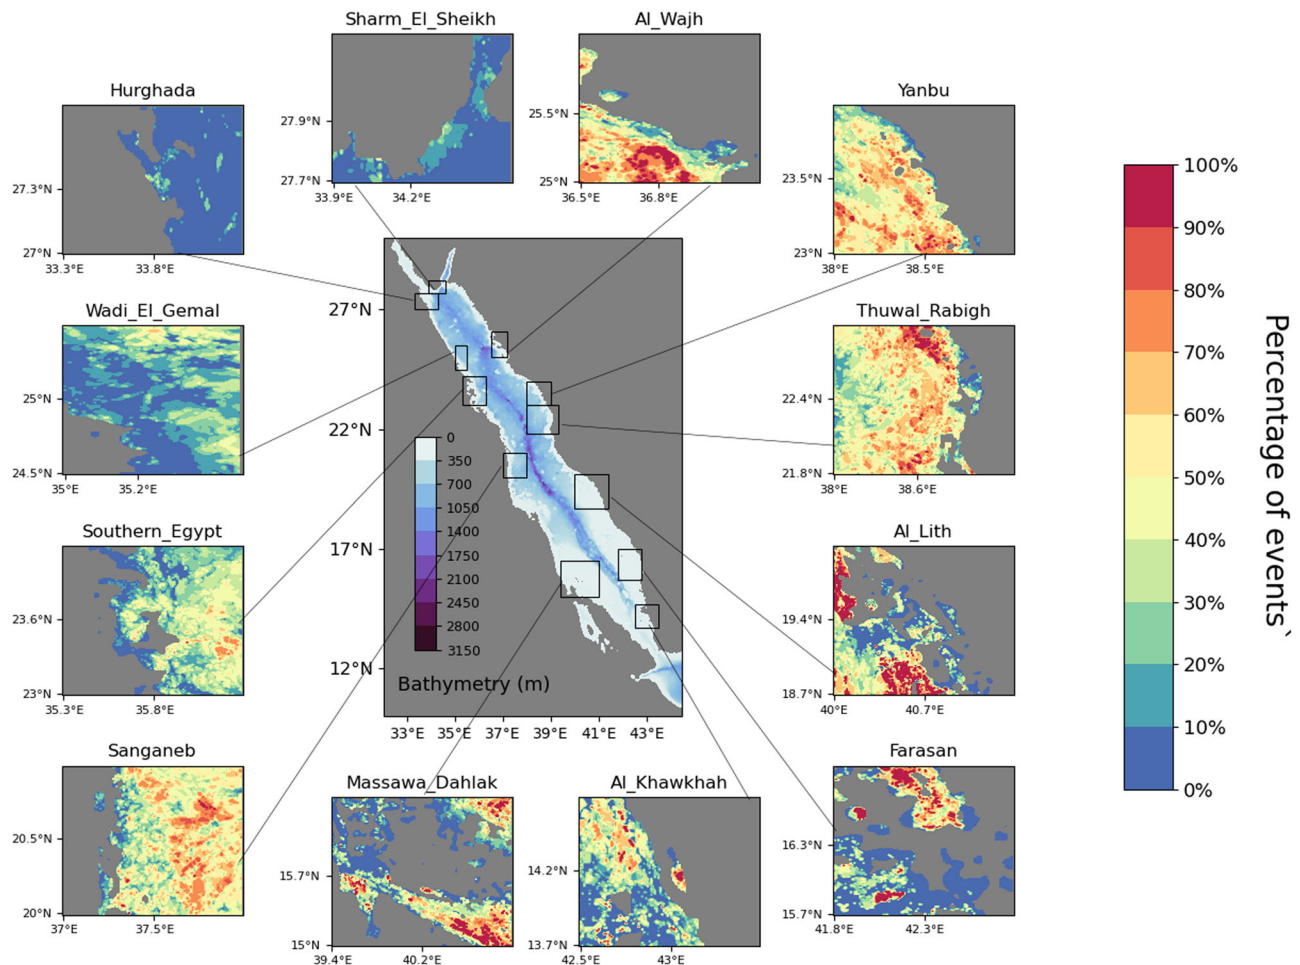 Sharm_El_Sheikh
27.9°N
27.7°N
33.9°E 34.2°E
Al_Wajh
25.5°N
25°N
36.5°E 36.8°E
Hurghada
27.3°N
27°N
33.3°E 33.8°E
Yanbu
23.5°N
23°N
38°E 38.5°E
Wadi_El_Gemal
25°N
24.5°N
35°E 35.2°E
Thuwal_Rabigh
22.4°N
21.8°N
38°E 38.6°E
Southern_Egypt
23.6°N
23°N
35.3°E 35.8°E
Al_Lith
19.4°N
18.7°N
40°E 40.7°E
Sanganeb
20.5°N
20°N
37°E 37.5°E
Massawa_Dahlak
15.7°N
15°N
39.4°E 40.2°E
Al_Khawkhah
14.2°N
13.7°N
42.5°E 43°E
Farasan
16.3°N
15.7°N
41.8°E 42.3°E
27°N
22°N
17°N
12°N
33°E 35°E 37°E 39°E 41°E 43°E
0
350
700
1050
1400
1750
2100
2450
2800
3150
Bathymetry (m)
100%
90%
80%
70%
60%
50%
40%
30%
20%
10%
0%
Percentage of events`